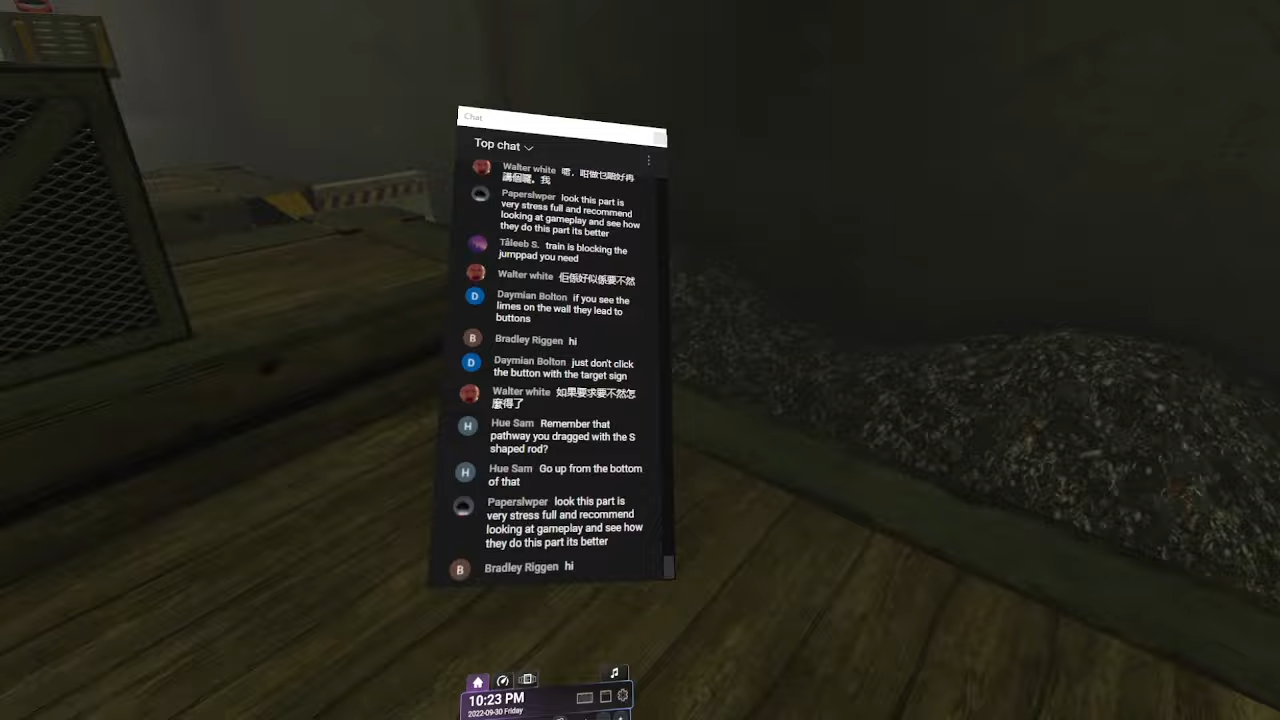 Chat
Top chat
Walter white 嗯，咁做乜嘢好再
講個囉。我
Paperslwper look this part is
very stress full and recommend
looking at gameplay and see how
they do this part its better
Tãleeb S. train is blocking the
jumppad you need
Walter white 佢係好似係要不然
Daymian Bolton if you see the
limes on the wall they lead to
buttons
Bradley Riggen hi
Daymian Bolton just don't click
the button with the target sign
Walter white 如果要求要不然怎
麼得了
Hue Sam Remember that
pathway you dragged with the S
shaped rod?
Hue Sam Go up from the bottom
of that
Paperslwper look this part is
very stress full and recommend
looking at gameplay and see how
they do this part its better
Bradley Riggen hi
10:23 PM
2022-09-30 Friday